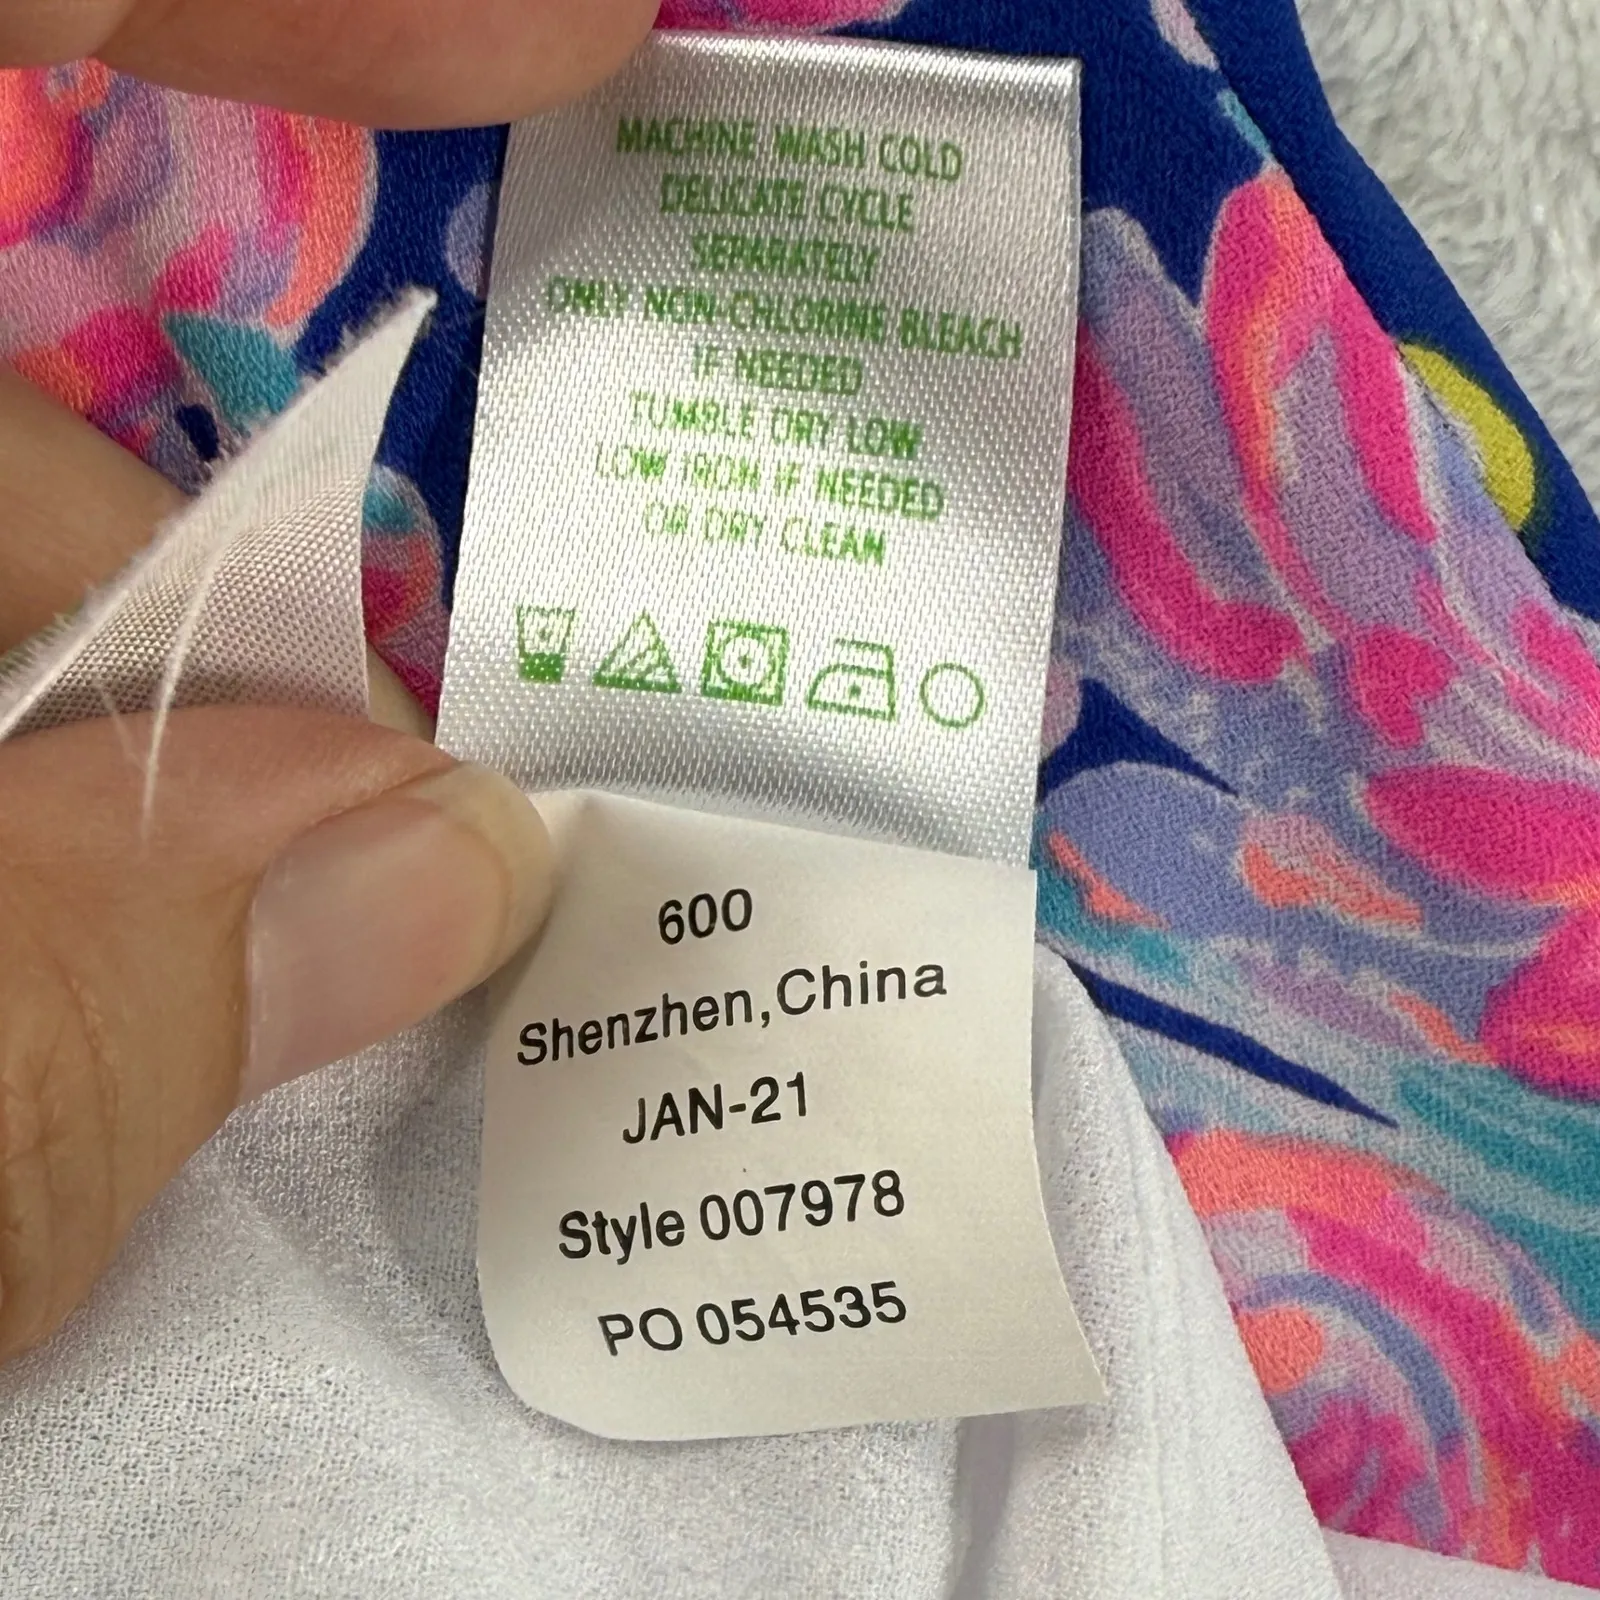 MACHINE WASH COLD
DELICATE CYCLE
SEPARATELY
ONLY NON-CHLORINE BLEACH
IF NEEDED
TUMBLE DRY LOW
LOW IRON IF NEEDED
OR DRY CLEAN
600
Shenzhen,China
JAN-21
Style 007978
PO 054535